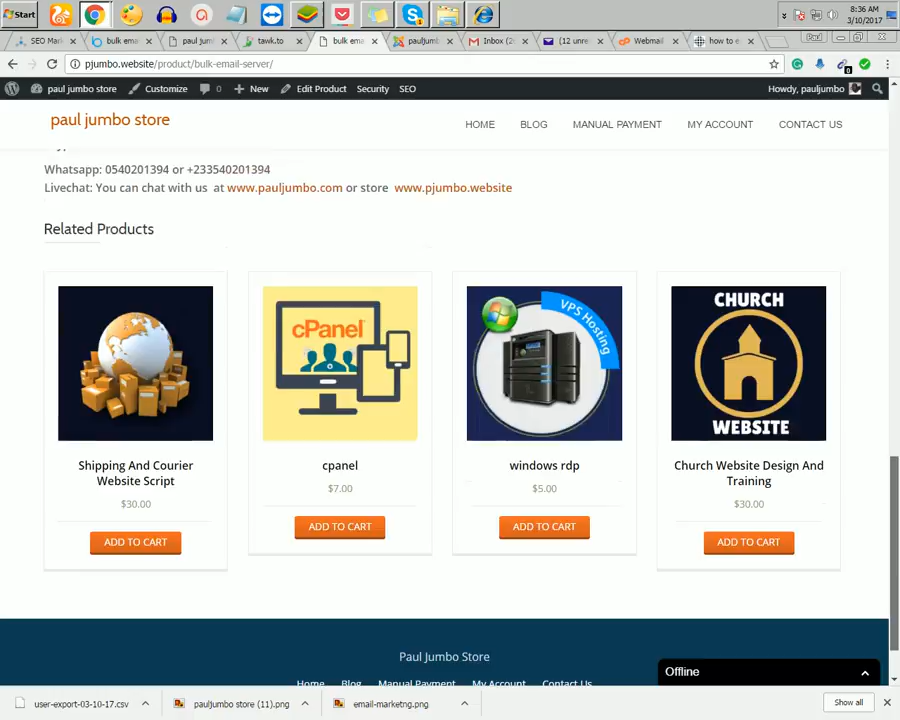 Start
8:36 AM
3/10/2017
SEO Mar
bulk em
paul jum
tawk.to
bulk ema
pauljumb
Inbox (2
(12 unre
Webmail
how to e
Paul
pjumbo.website/product/bulk-email-server/
0
paul jumbo store
Customize
0
New
Edit Product
Security
SEO
Howdy, pauljumbo
paul jumbo store
HOME
BLOG
MANUAL PAYMENT
MY ACCOUNT
CONTACT US
Whatsapp: 0540201394 or +233540201394
Livechat: You can chat with us at www.pauljumbo.com or store www.pjumbo.website
Related Products
cPanel
VPS Hosting
CHURCH
WEBSITE
Shipping And Courier
Website Script
$30.00
ADD TO CART
cpanel
$7.00
ADD TO CART
windows rdp
$5.00
ADD TO CART
Church Website Design And
Training
$30.00
ADD TO CART
Paul Jumbo Store
Home
Blog
Manual Payment
My Account
Contact Us
Offline
user-export-03-10-17.csv
pauljumbo store (11).png
email-marketng.png
Show all